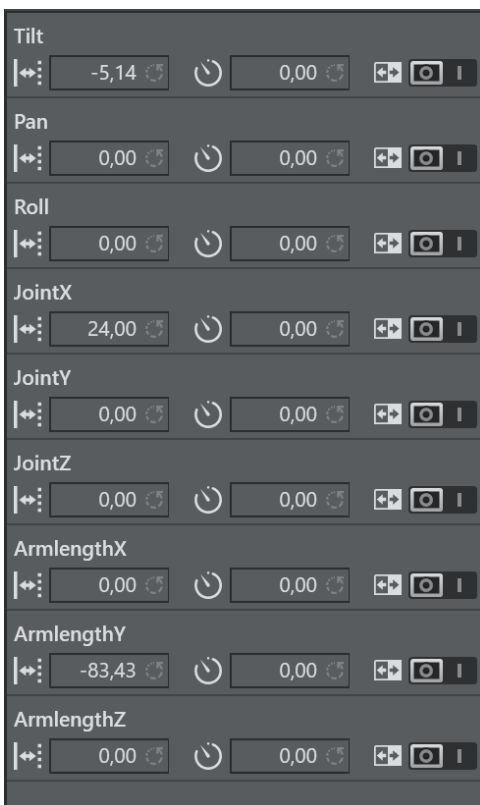 Tilt
-5,14 0,00
Pan
0,00 0,00
Roll
0,00 0,00
JointX
24,00 0,00
JointY
0,00 0,00
JointZ
0,00 0,00
ArmlengthX
0,00 0,00
ArmlengthY
-83,43 0,00
ArmlengthZ
0,00 0,00